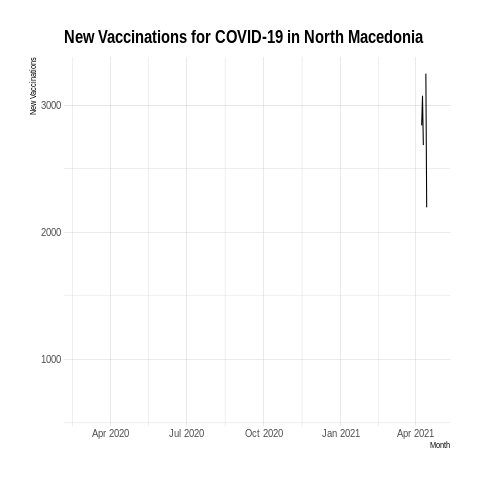 New Vaccinations for COVID-19 in North Macedonia
New Vaccinations
3000
2000
1000
Apr 2020
Jul 2020
Oct 2020
Jan 2021
Apr 2021
Month